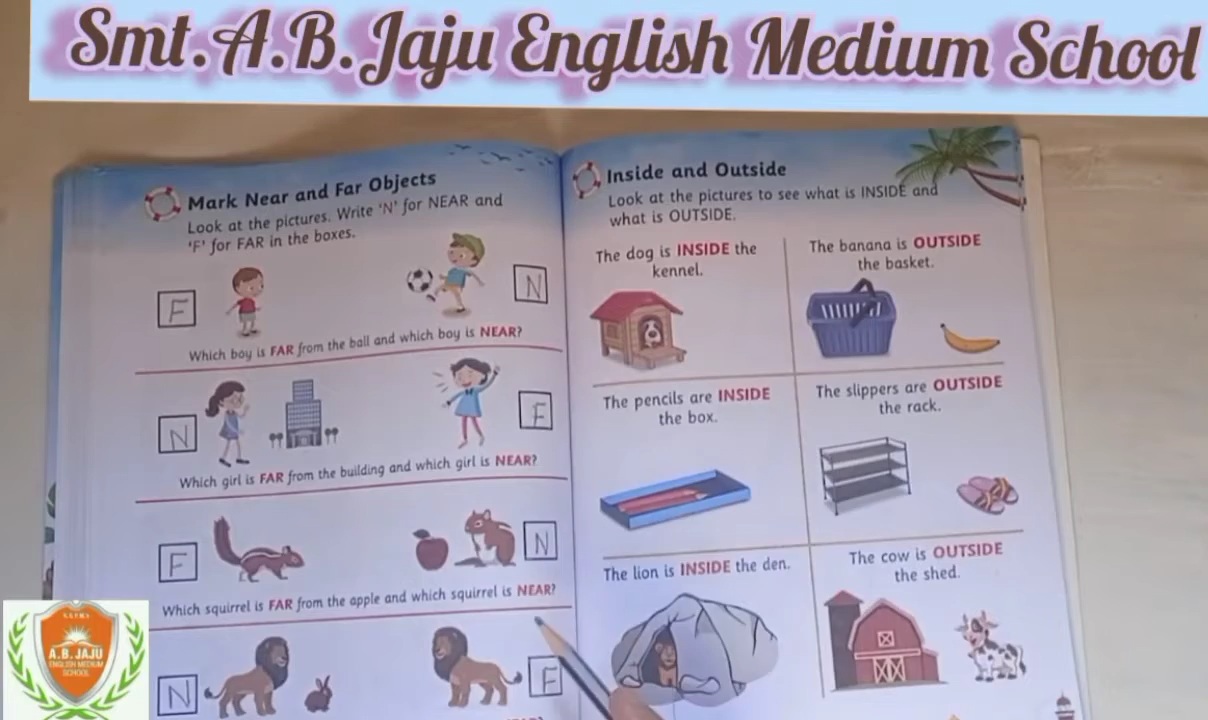 Smt.A.B.Jaju English Medium School
Mark Near and Far Objects
Look at the pictures. Write 'N' for NEAR and
'F' for FAR in the boxes.
F
N
Which boy is FAR from the ball and which boy is NEAR?
N
F
Which girl is FAR from the building and which girl is NEAR?
F
N
Which squirrel is FAR from the apple and which squirrel is NEAR?
N
F
Inside and Outside
Look at the pictures to see what is INSIDE and
what is OUTSIDE.
The dog is INSIDE the
kennel.
The banana is OUTSIDE
the basket.
The pencils are INSIDE
the box.
The slippers are OUTSIDE
the rack.
The lion is INSIDE the den.
The cow is OUTSIDE
the shed.
A.B. JAJU
ENGLISH MEDIUM
SCHOOL